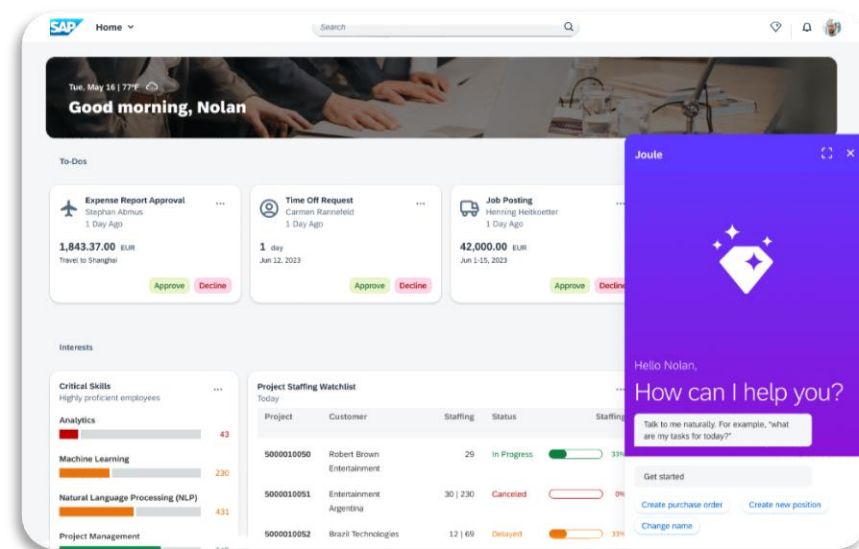 SAP
Home
Search
Tue, May 16 | 77°F
Good morning, Nolan
To-Dos
Expense Report Approval
Stephan Abmus
1 Day Ago
1,843.37.00 EUR
Travel to Shanghai
Approve Decline
Time Off Request
Carmen Rannefeld
1 Day Ago
1 day
Jun 12, 2023
Approve Decline
Job Posting
Henning Heitkoetter
1 Day Ago
42,000.00 EUR
Jun 1-15, 2023
Approve Decline
Interests
Critical Skills
Highly proficient employees
Analytics
43
Machine Learning
230
Natural Language Processing (NLP)
431
Project Management
Project Staffing Watchlist
Today
Project Customer Staffing Status Staffing
5000010050 Robert Brown Entertainment 29 In Progress 33%
5000010051 Entertainment Argentina 30 | 230 Canceled 0%
5000010052 Brazil Technologies 12 | 69 Delayed 33%
Joule
Hello Nolan,
How can I help you?
Talk to me naturally. For example, "what
are my tasks for today?"
Get started
Create purchase order Create new position
Change name